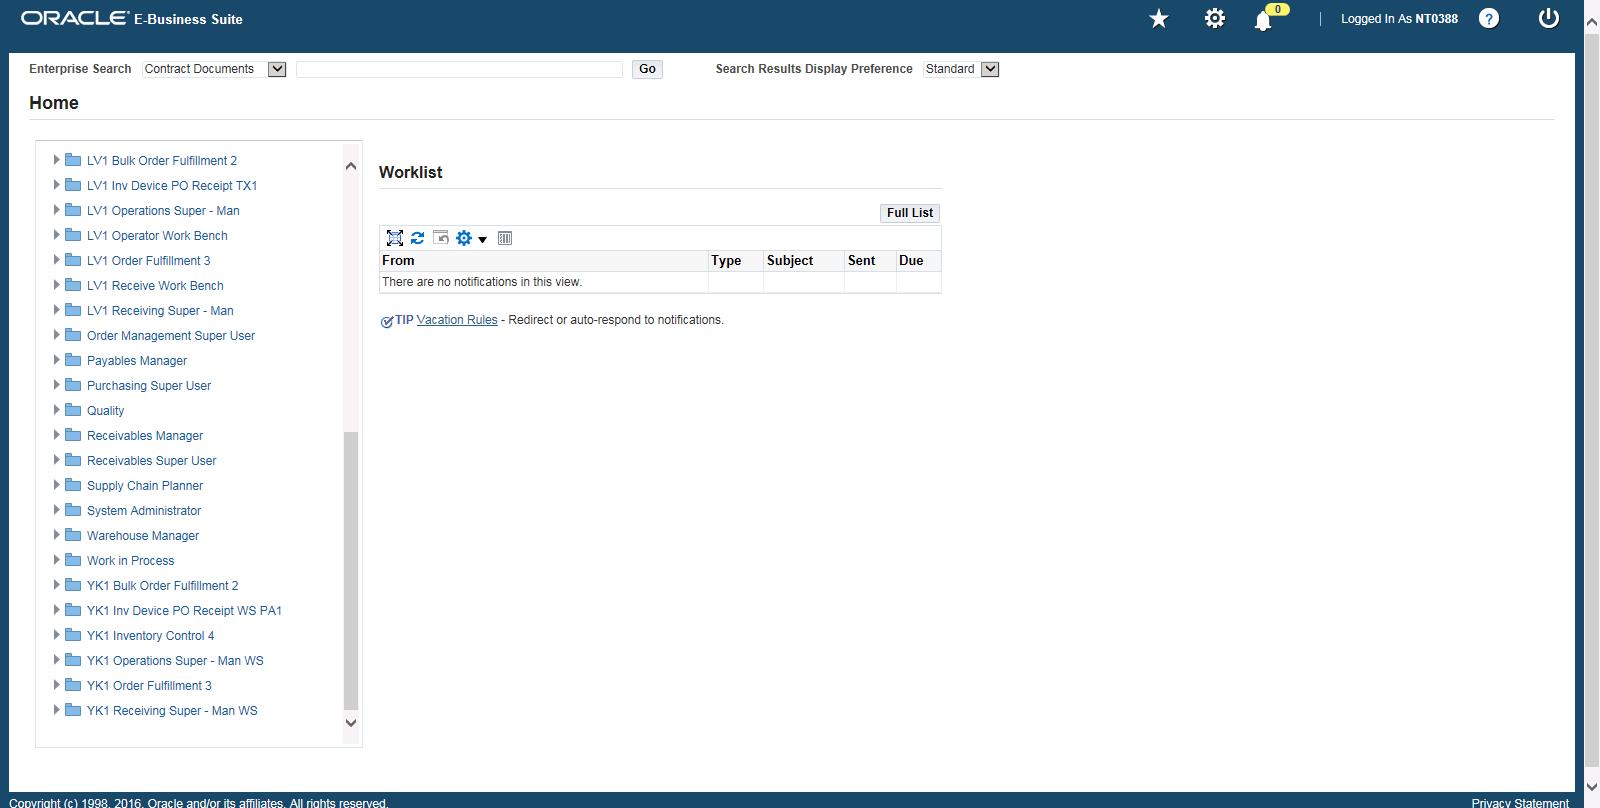 ORACLE® E-Business Suite
0
Logged In As NT0388
?
Enterprise Search Contract Documents Go Search Results Display Preference Standard
Home
LV1 Bulk Order Fulfillment 2
LV1 Inv Device PO Receipt TX1
LV1 Operations Super - Man
LV1 Operator Work Bench
LV1 Order Fulfillment 3
LV1 Receive Work Bench
LV1 Receiving Super - Man
Order Management Super User
Payables Manager
Purchasing Super User
Quality
Receivables Manager
Receivables Super User
Supply Chain Planner
System Administrator
Warehouse Manager
Work in Process
YK1 Bulk Order Fulfillment 2
YK1 Inv Device PO Receipt WS PA1
YK1 Inventory Control 4
YK1 Operations Super - Man WS
YK1 Order Fulfillment 3
YK1 Receiving Super - Man WS
Worklist
Full List
From Type Subject Sent Due
There are no notifications in this view.
TIP Vacation Rules - Redirect or auto-respond to notifications.
Copyright (c) 1998, 2016, Oracle and/or its affiliates. All rights reserved.
Privacy Statement